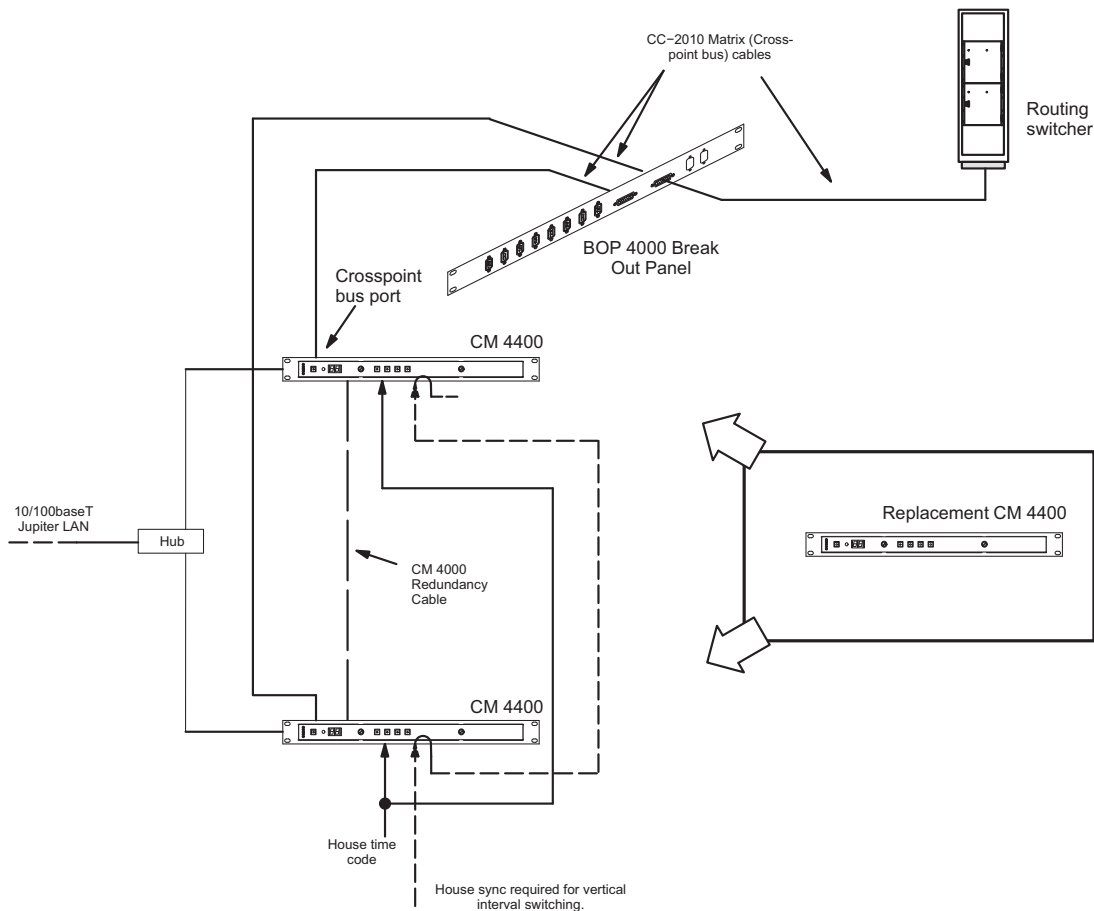 CC−2010 Matrix (Cross-
point bus) cables
Routing
switcher
BOP 4000 Break
Out Panel
Crosspoint
bus port
CM 4400
10/100baseT
Jupiter LAN
Hub
CM 4000
Redundancy
Cable
Replacement CM 4400
CM 4400
House time
code
House sync required for vertical
interval switching.